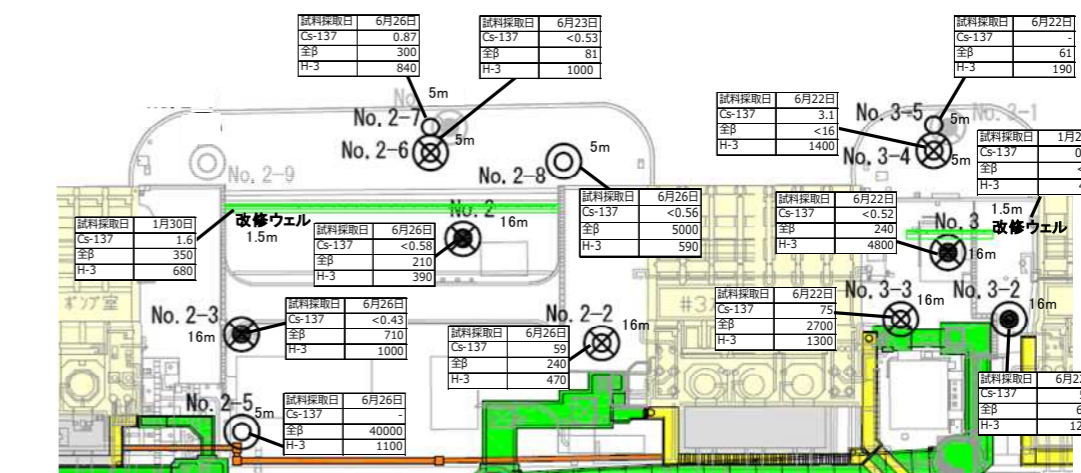 試料採取日 6月26日
Cs-137 0.87
全β 300
H-3 840
試料採取日 6月23日
Cs-137 <0.53
全β 81
H-3 1000
試料採取日 6月22日
Cs-137 -
全β 61
H-3 190
No. 2-7
5m
No. 2-6
5m
No. 2-8
5m
No. 2-9
試料採取日 6月22日
Cs-137 3.1
全β <16
H-3 1400
No. 3-5
5m
No. 3-4
5m
試料採取日
Cs-137
全β
H-3
試料採取日 1月30日
Cs-137 1.6
全β 350
H-3 680
改修ウェル
1.5m
試料採取日 6月26日
Cs-137 <0.58
全β 210
H-3 390
No. 2
16m
試料採取日 6月26日
Cs-137 <0.56
全β 5000
H-3 590
試料採取日 6月22日
Cs-137 <0.52
全β 240
H-3 4800
No. 3
16m
1.5m
改修ウェル
ポンプ室
No. 2-3
16m
試料採取日 6月26日
Cs-137 <0.43
全β 710
H-3 1000
試料採取日 6月26日
Cs-137 59
全β 240
H-3 470
No. 2-2
16m
#3
試料採取日 6月22日
Cs-137 75
全β 2700
H-3 1300
No. 3-3
16m
No. 3-2
16m
No. 2-5
5m
試料採取日 6月26日
Cs-137 -
全β 40000
H-3 1100
試料採取日
Cs-137
全β
H-3